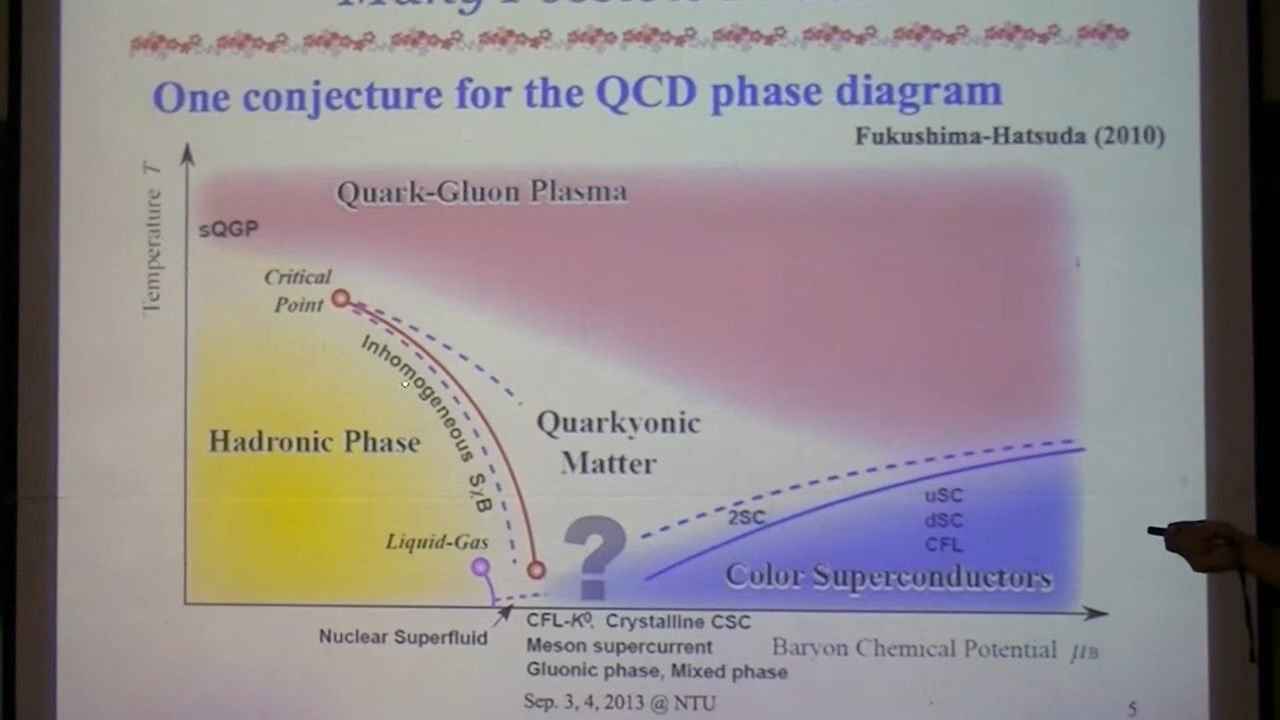 One conjecture for the QCD phase diagram
Fukushima-Hatsuda (2010)
Temperature T
Quark-Gluon Plasma
sQGP
Critical
Point
Inhomogeneous SχB
Hadronic Phase
Quarkyonic
Matter
Liquid-Gas
?
2SC
uSC
dSC
CFL
Color Superconductors
Nuclear Superfluid
CFL-K⁰, Crystalline CSC
Meson supercurrent
Gluonic phase, Mixed phase
Baryon Chemical Potential μB
Sep. 3, 4, 2013 @ NTU
5